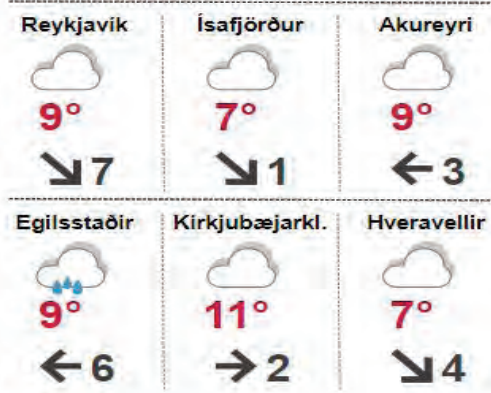 Reykjavík Ísafjörður Akureyri
9° 7° 9°
7 1 3
Egilsstaðir Kirkjubæjarkl. Hveravellir
9° 11° 7°
6 2 4